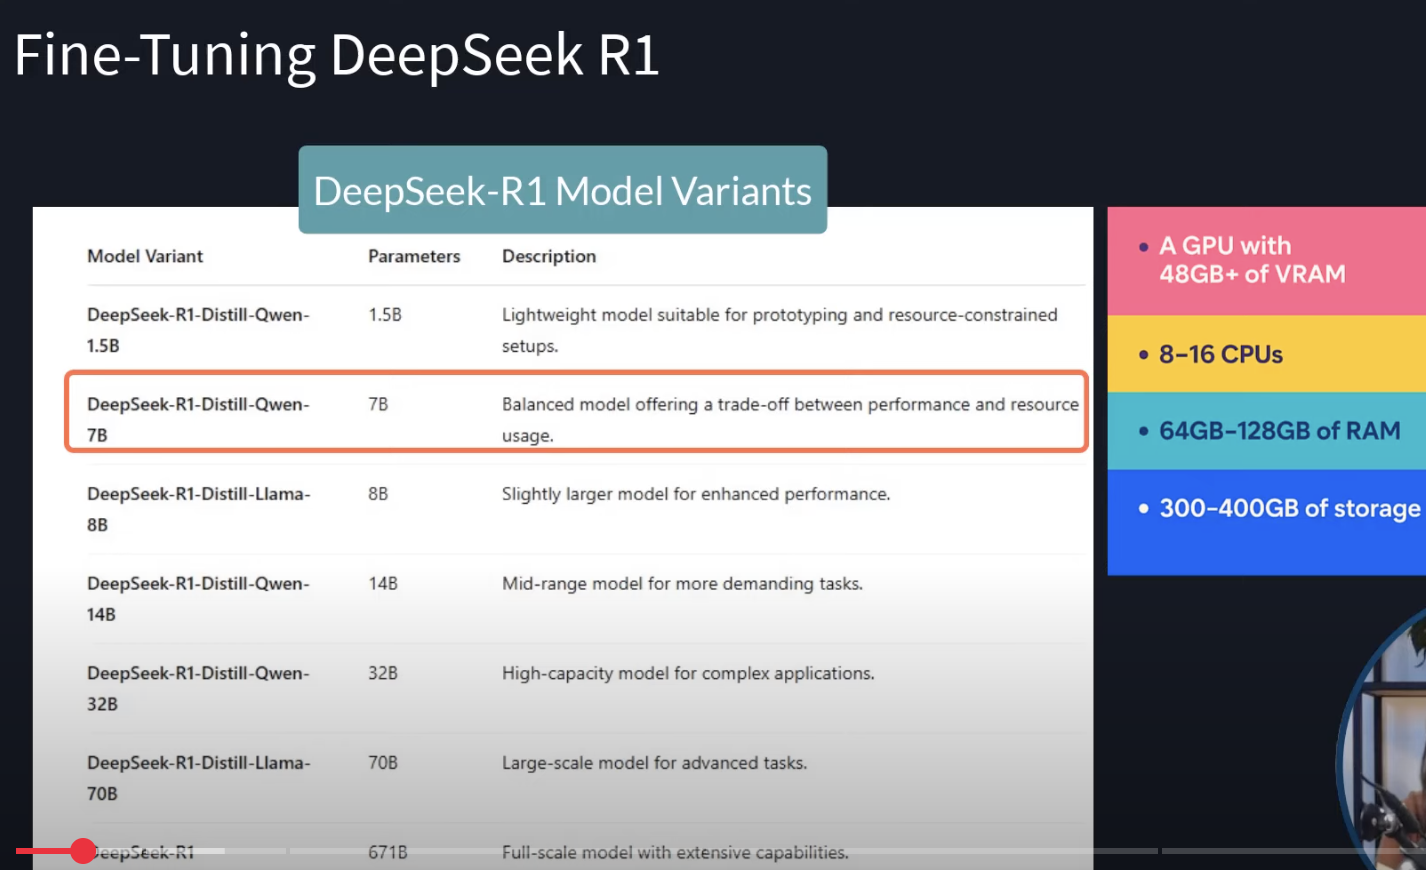 Fine-Tuning DeepSeek R1
DeepSeek-R1 Model Variants
Model Variant Parameters Description
DeepSeek-R1-Distill-Qwen- 1.5B Lightweight model suitable for prototyping and resource-constrained
1.5B setups.
DeepSeek-R1-Distill-Qwen- 7B Balanced model offering a trade-off between performance and resource
7B usage.
DeepSeek-R1-Distill-Llama- 8B Slightly larger model for enhanced performance.
8B
DeepSeek-R1-Distill-Qwen- 14B Mid-range model for more demanding tasks.
14B
DeepSeek-R1-Distill-Qwen- 32B High-capacity model for complex applications.
32B
DeepSeek-R1-Distill-Llama- 70B Large-scale model for advanced tasks.
70B
DeepSeek-R1 671B Full-scale model with extensive capabilities.
• A GPU with
48GB+ of VRAM
• 8–16 CPUs
• 64GB–128GB of RAM
• 300–400GB of storage